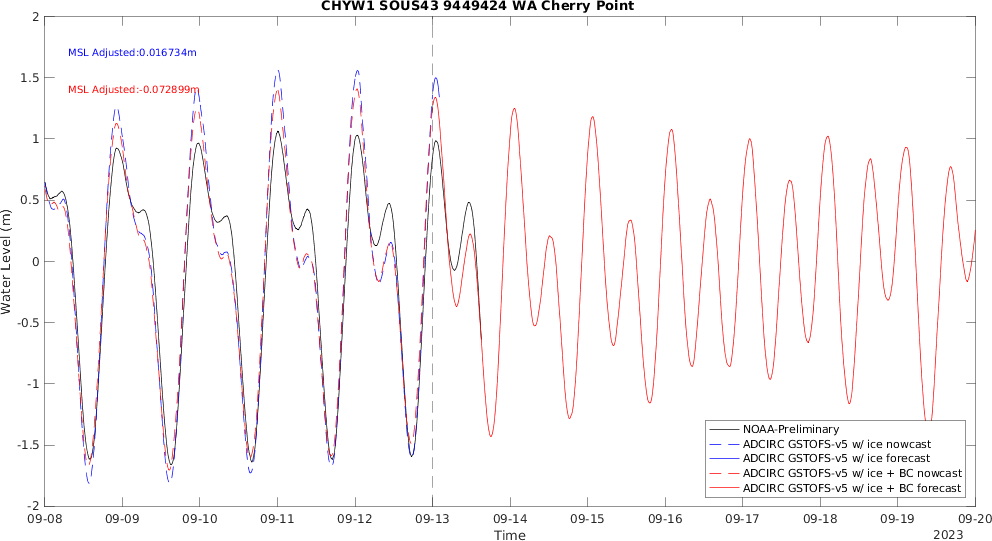 CHYW1 SOUS43 9449424 WA Cherry Point
MSL Adjusted:0.016734m
MSL Adjusted:-0.072899m
Water Level (m)
2
1.5
1
0.5
0
-0.5
-1
-1.5
-2
NOAA-Preliminary
ADCIRC GSTOFS-v5 w/ ice nowcast
ADCIRC GSTOFS-v5 w/ ice forecast
ADCIRC GSTOFS-v5 w/ ice + BC nowcast
ADCIRC GSTOFS-v5 w/ ice + BC forecast
09-08 09-09 09-10 09-11 09-12 09-13 09-14 09-15 09-16 09-17 09-18 09-19 09-20
Time
2023